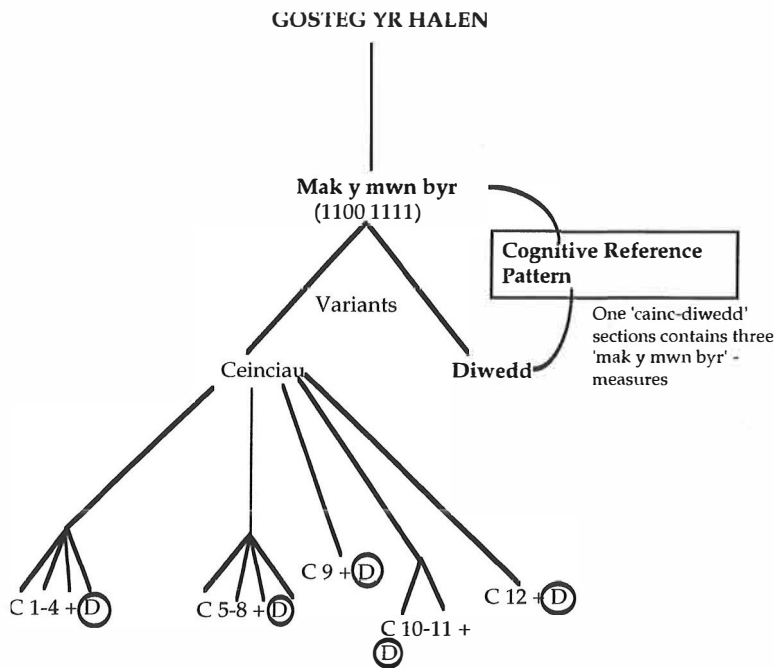 GOSTEG YR HALEN
Mak y mwn byr
(1100 1111)
Cognitive Reference
Pattern
Variants
One 'cainc-diwedd'
sections contains three
'mak y mwn byr' -
measures
Ceinciau
Diwedd
C 1-4 + D
C 5-8 + D
C 9 + D
C 10-11 +
D
C 12 + D